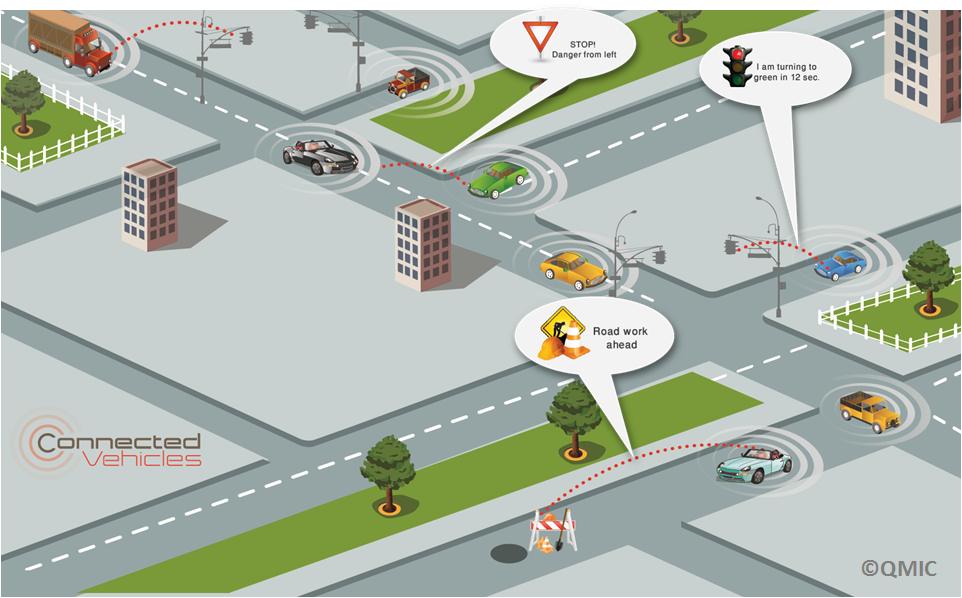 STOP!
Danger from left
I am turning to
green in 12 sec.
Road work
ahead
Connected
Vehicles
©QMIC